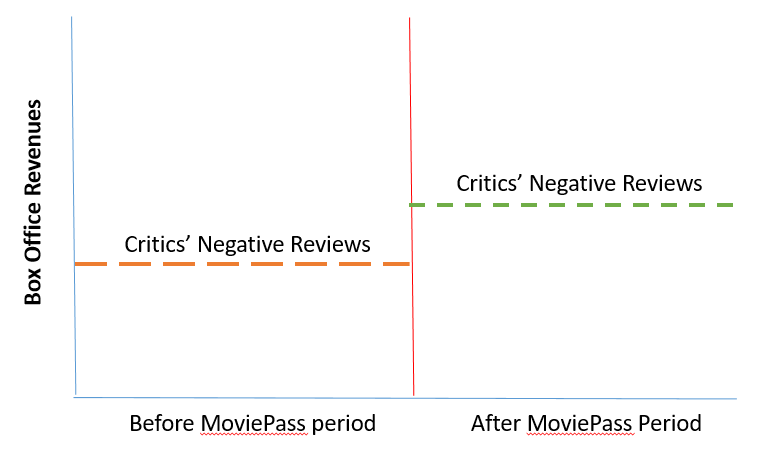 Box Office Revenues
Critics’ Negative Reviews
Critics’ Negative Reviews
Before MoviePass period
After MoviePass Period